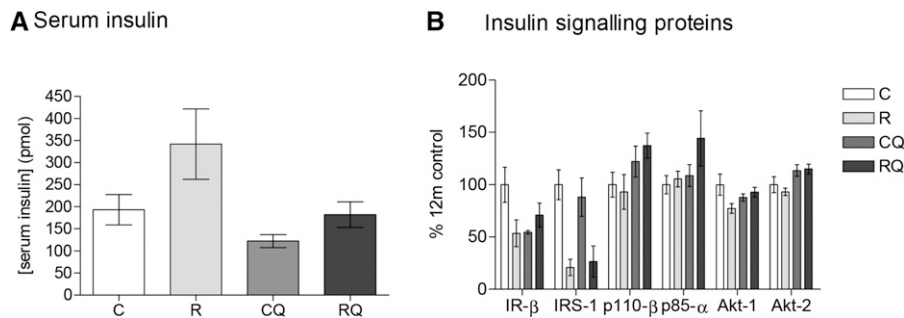 A Serum insulin
B Insulin signalling proteins
[serum insulin] (pmol)
450
400
350
300
250
200
150
100
50
0
C R CQ RQ
% 12m control
200
150
100
50
0
IR-β IRS-1 p110-β p85-α Akt-1 Akt-2
C
R
CQ
RQ